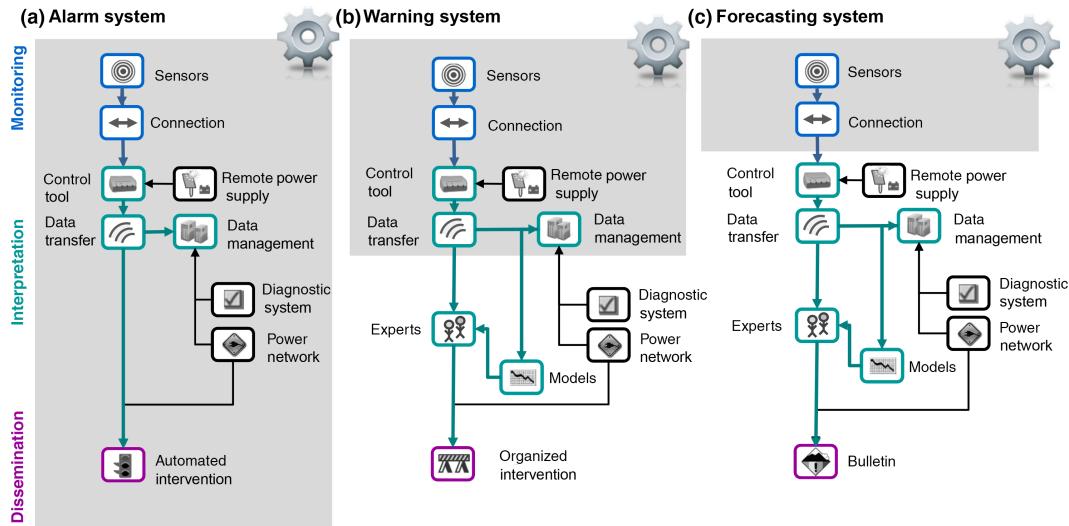 (a) Alarm system
(b) Warning system
(c) Forecasting system
Monitoring
Interpretation
Dissemination
Sensors
Connection
Control
tool
Remote power
supply
Data
transfer
Data
management
Diagnostic
system
Power
network
Automated
intervention
Sensors
Connection
Control
tool
Remote power
supply
Data
transfer
Data
management
Diagnostic
system
Experts
Power
network
Models
Organized
intervention
Sensors
Connection
Control
tool
Remote power
supply
Data
transfer
Data
management
Diagnostic
system
Experts
Power
network
Models
Bulletin